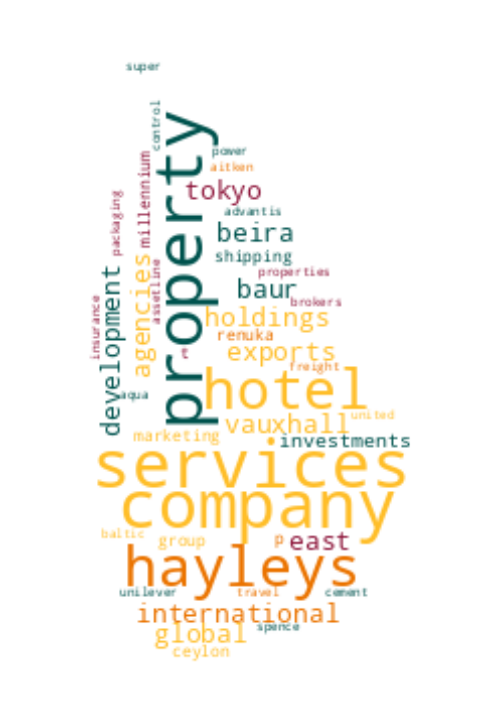 super
control
power
aitken
millennium
property
tokyo
packaging
advantis
beira
shipping
properties
assetline
agencies
baur
brokers
development
insurance
holdings
renuka
exports
freight
hotel
aqua
vauxhall
united
marketing
investments
services
company
baltic
group
p
east
hayleys
unilever
travel
cement
international
global
spence
ceylon